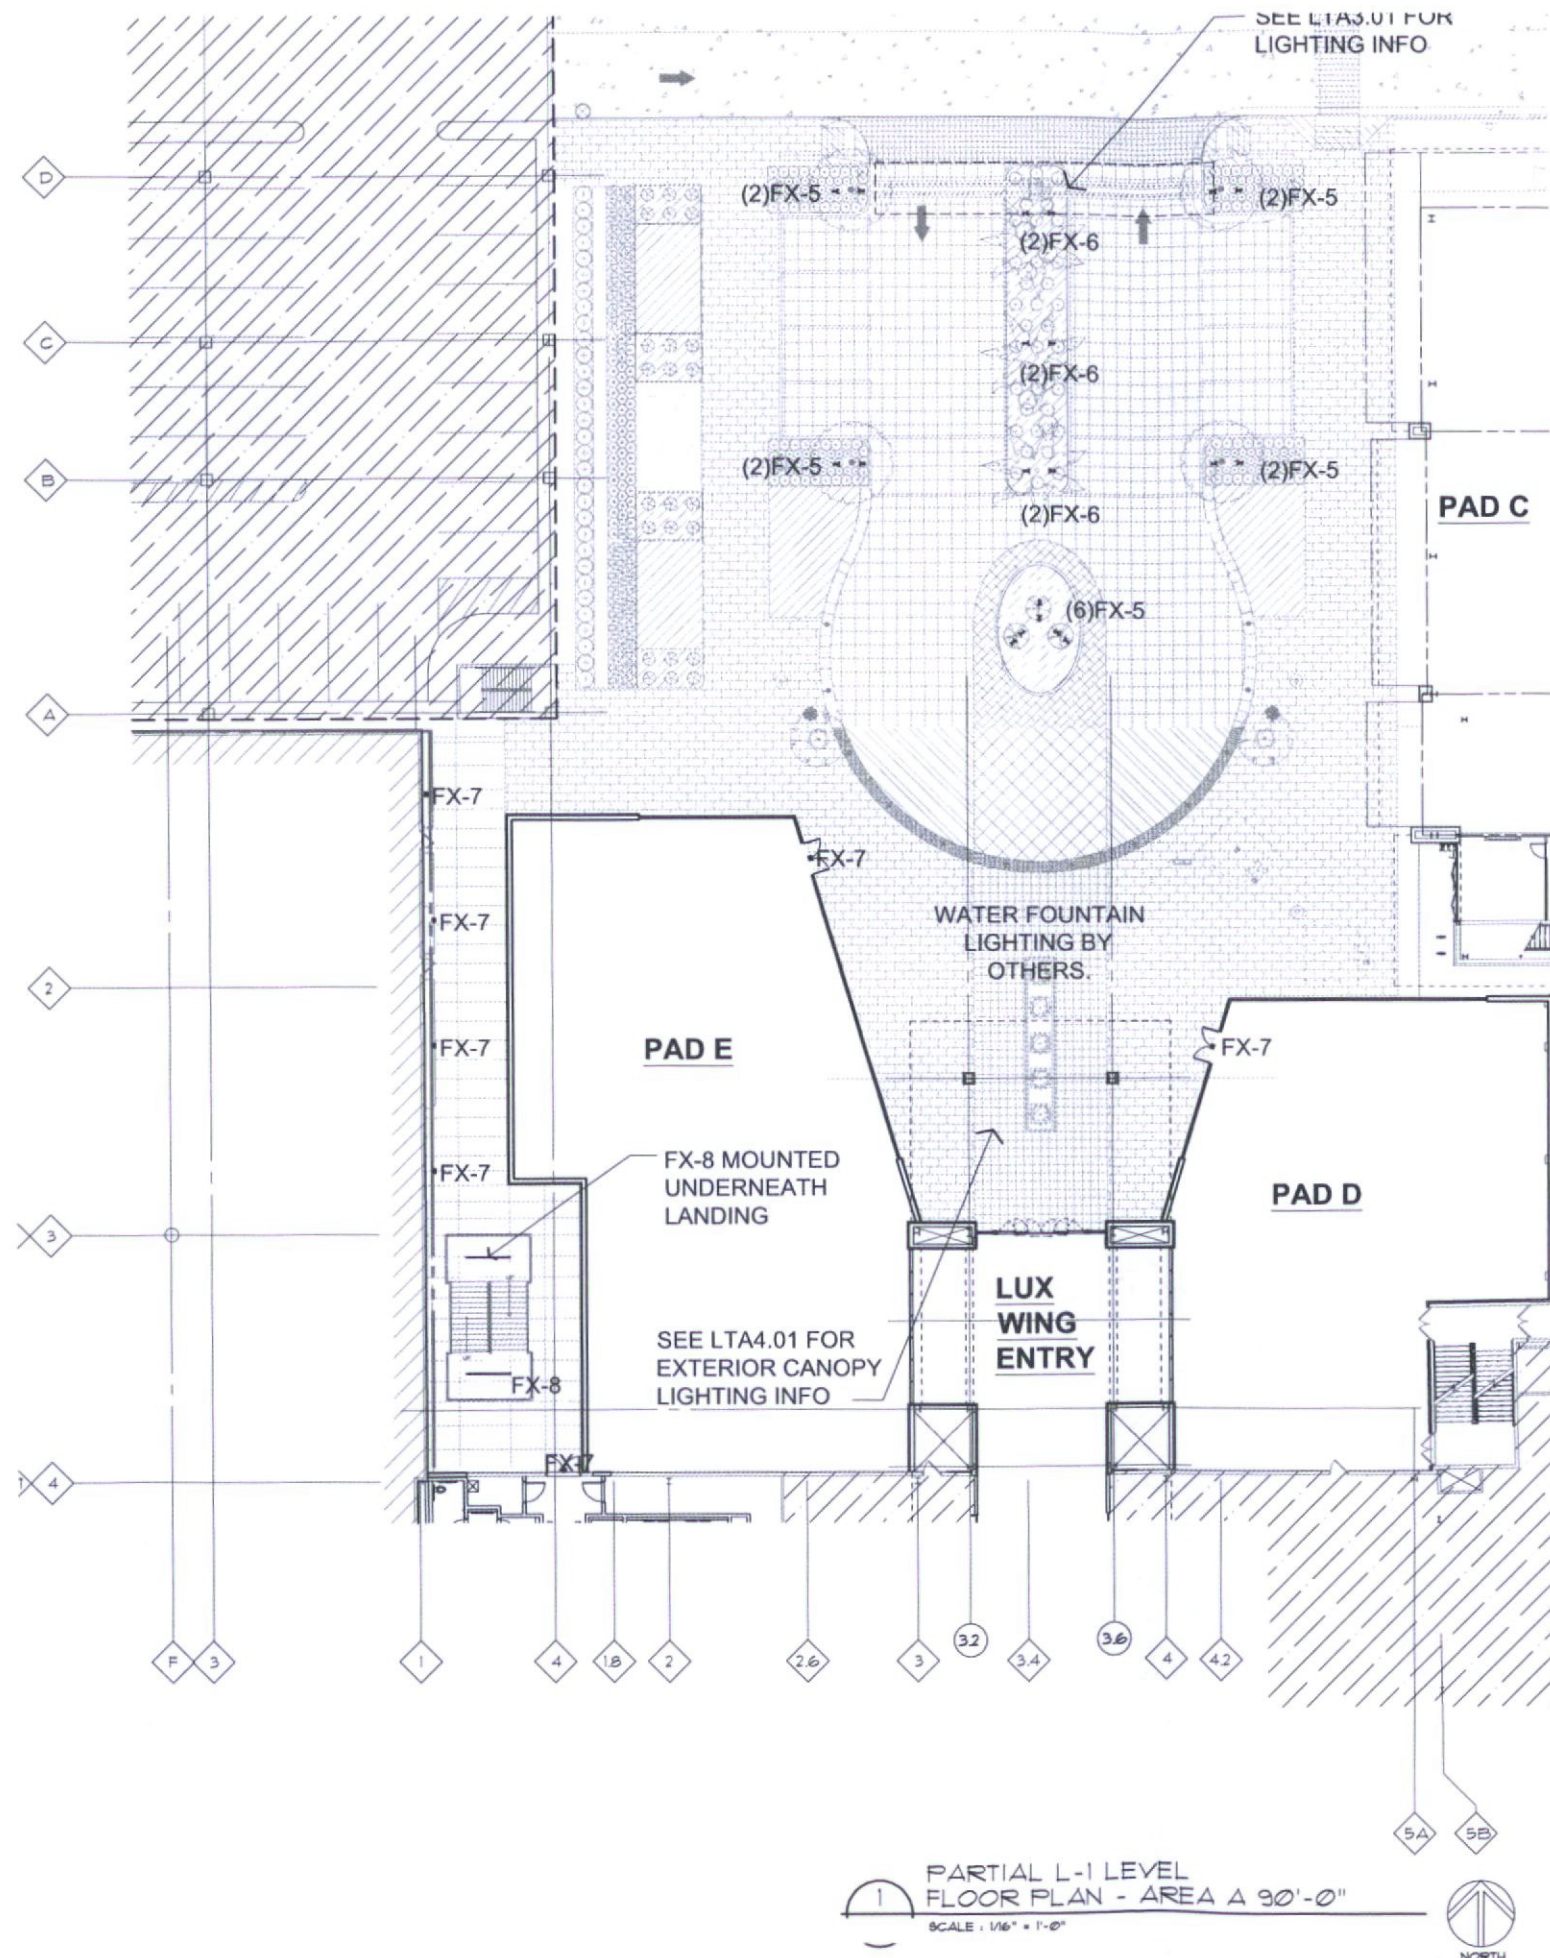 SEE LTA3.01 FOR
LIGHTING INFO
D
(2)FX-5
(2)FX-5
(2)FX-6
C
(2)FX-6
B
(2)FX-5
(2)FX-5
PAD C
(2)FX-6
(6)FX-5
A
FX-7
FX-7
FX-7
WATER FOUNTAIN
LIGHTING BY
OTHERS.
2
FX-7
PAD E
FX-7
FX-7
FX-8 MOUNTED
UNDERNEATH
LANDING
PAD D
3
LUX
WING
ENTRY
SEE LTA4.01 FOR
EXTERIOR CANOPY
LIGHTING INFO
FX-8
FX-7
4
F
3
1
4
1.8
2
2.6
3
3.2
3.4
3.6
4
4.2
5A
5B
1
PARTIAL L-1 LEVEL
FLOOR PLAN - AREA A 90'-0"
SCALE : 1/16" = 1'-0"
NORTH